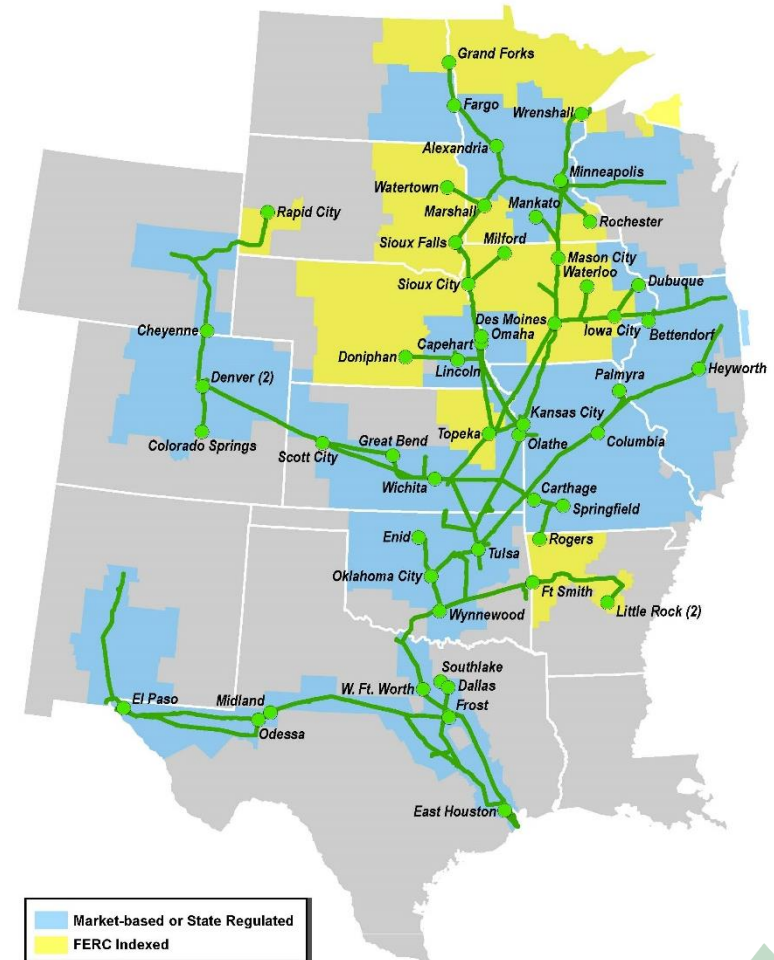 Grand Forks
Fargo
Wrenshall
Alexandria
Minneapolis
Watertown
Mankato
Marshall
Rochester
Rapid City
Sioux Falls
Milford
Mason City
Waterloo
Dubuque
Sioux City
Des Moines
Iowa City
Bettendorf
Cheyenne
Omaha
Capehart
Doniphan
Lincoln
Palmyra
Heyworth
Denver (2)
Kansas City
Topeka
Olathe
Columbia
Colorado Springs
Great Bend
Scott City
Wichita
Carthage
Springfield
Enid
Rogers
Tulsa
Oklahoma City
Ft Smith
Wynnewood
Little Rock (2)
Southlake
W. Ft. Worth
Dallas
El Paso
Midland
Frost
Odessa
East Houston
Market-based or State Regulated
FERC Indexed